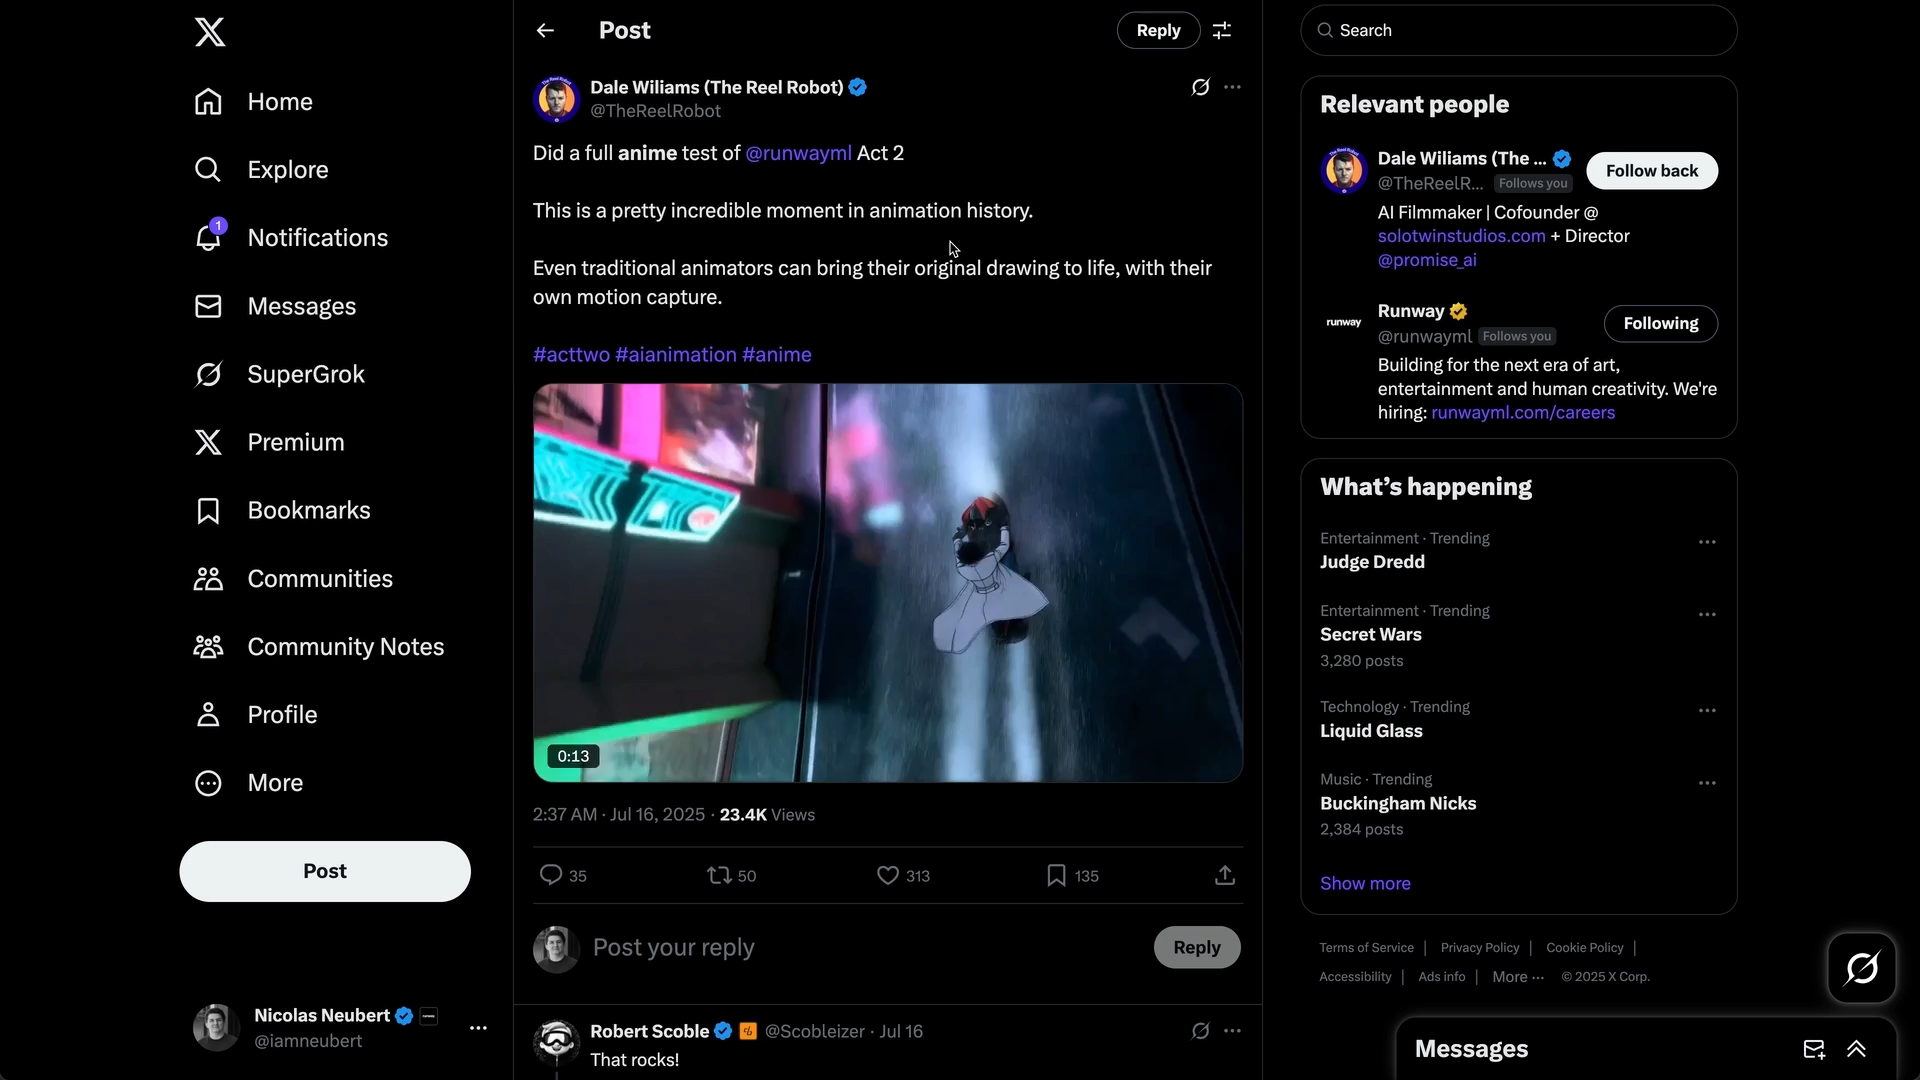 Home
Explore
1
Notifications
Messages
SuperGrok
Premium
Bookmarks
Communities
Community Notes
Profile
More
Post
Nicolas Neubert
@iamneubert
Post
Reply
Dale Wiliams (The Reel Robot)
@TheReelRobot
Did a full anime test of @runwayml Act 2
This is a pretty incredible moment in animation history.
Even traditional animators can bring their original drawing to life, with their
own motion capture.
#acttwo #aianimation #anime
0:13
2:37 AM · Jul 16, 2025 · 23.4K Views
35 50 313 135
Post your reply
Reply
Robert Scoble @Scobleizer · Jul 16
That rocks!
Search
Relevant people
Dale Wiliams (The ...
@TheReelR... Follows you
Follow back
AI Filmmaker | Cofounder @
solotwinstudios.com + Director
@promise_ai
runway
Runway
@runwayml Follows you
Following
Building for the next era of art,
entertainment and human creativity. We're
hiring: runwayml.com/careers
What's happening
Entertainment · Trending
Judge Dredd
Entertainment · Trending
Secret Wars
3,280 posts
Technology · Trending
Liquid Glass
Music · Trending
Buckingham Nicks
2,384 posts
Show more
Terms of Service | Privacy Policy | Cookie Policy |
Accessibility | Ads info | More ··· © 2025 X Corp.
Messages